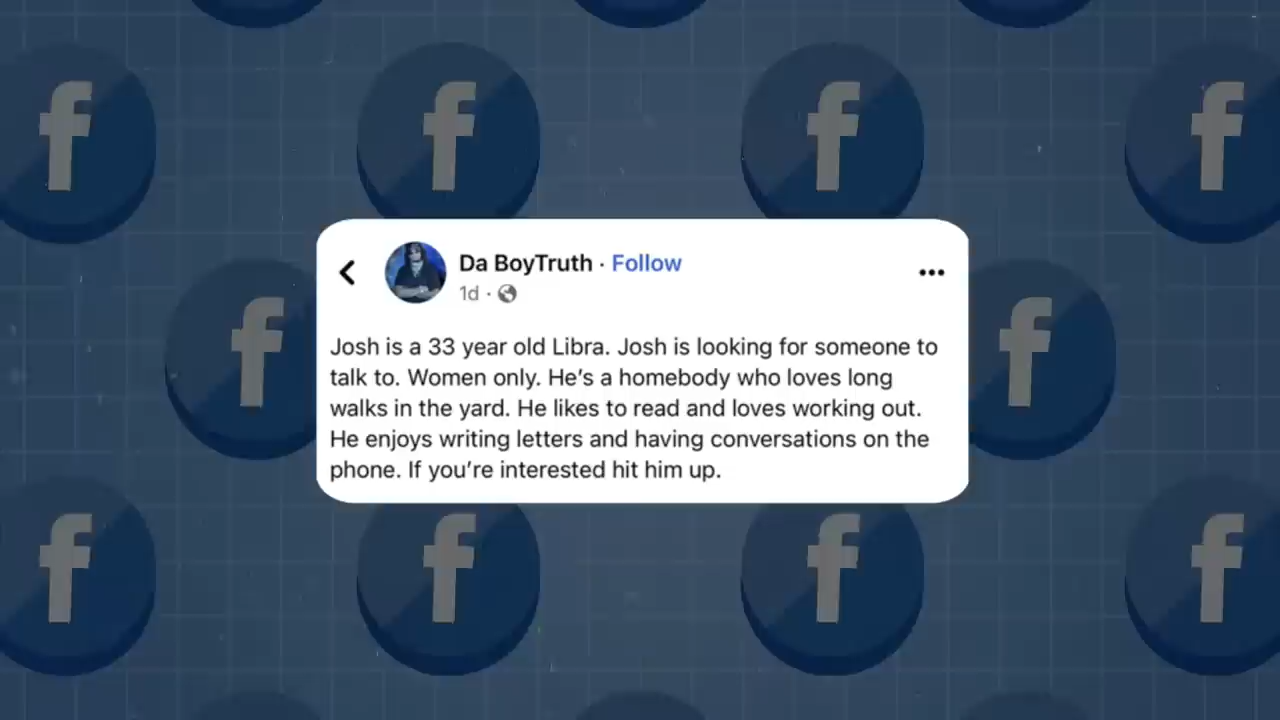 Da BoyTruth · Follow
1d ·
Josh is a 33 year old Libra. Josh is looking for someone to
talk to. Women only. He’s a homebody who loves long
walks in the yard. He likes to read and loves working out.
He enjoys writing letters and having conversations on the
phone. If you’re interested hit him up.